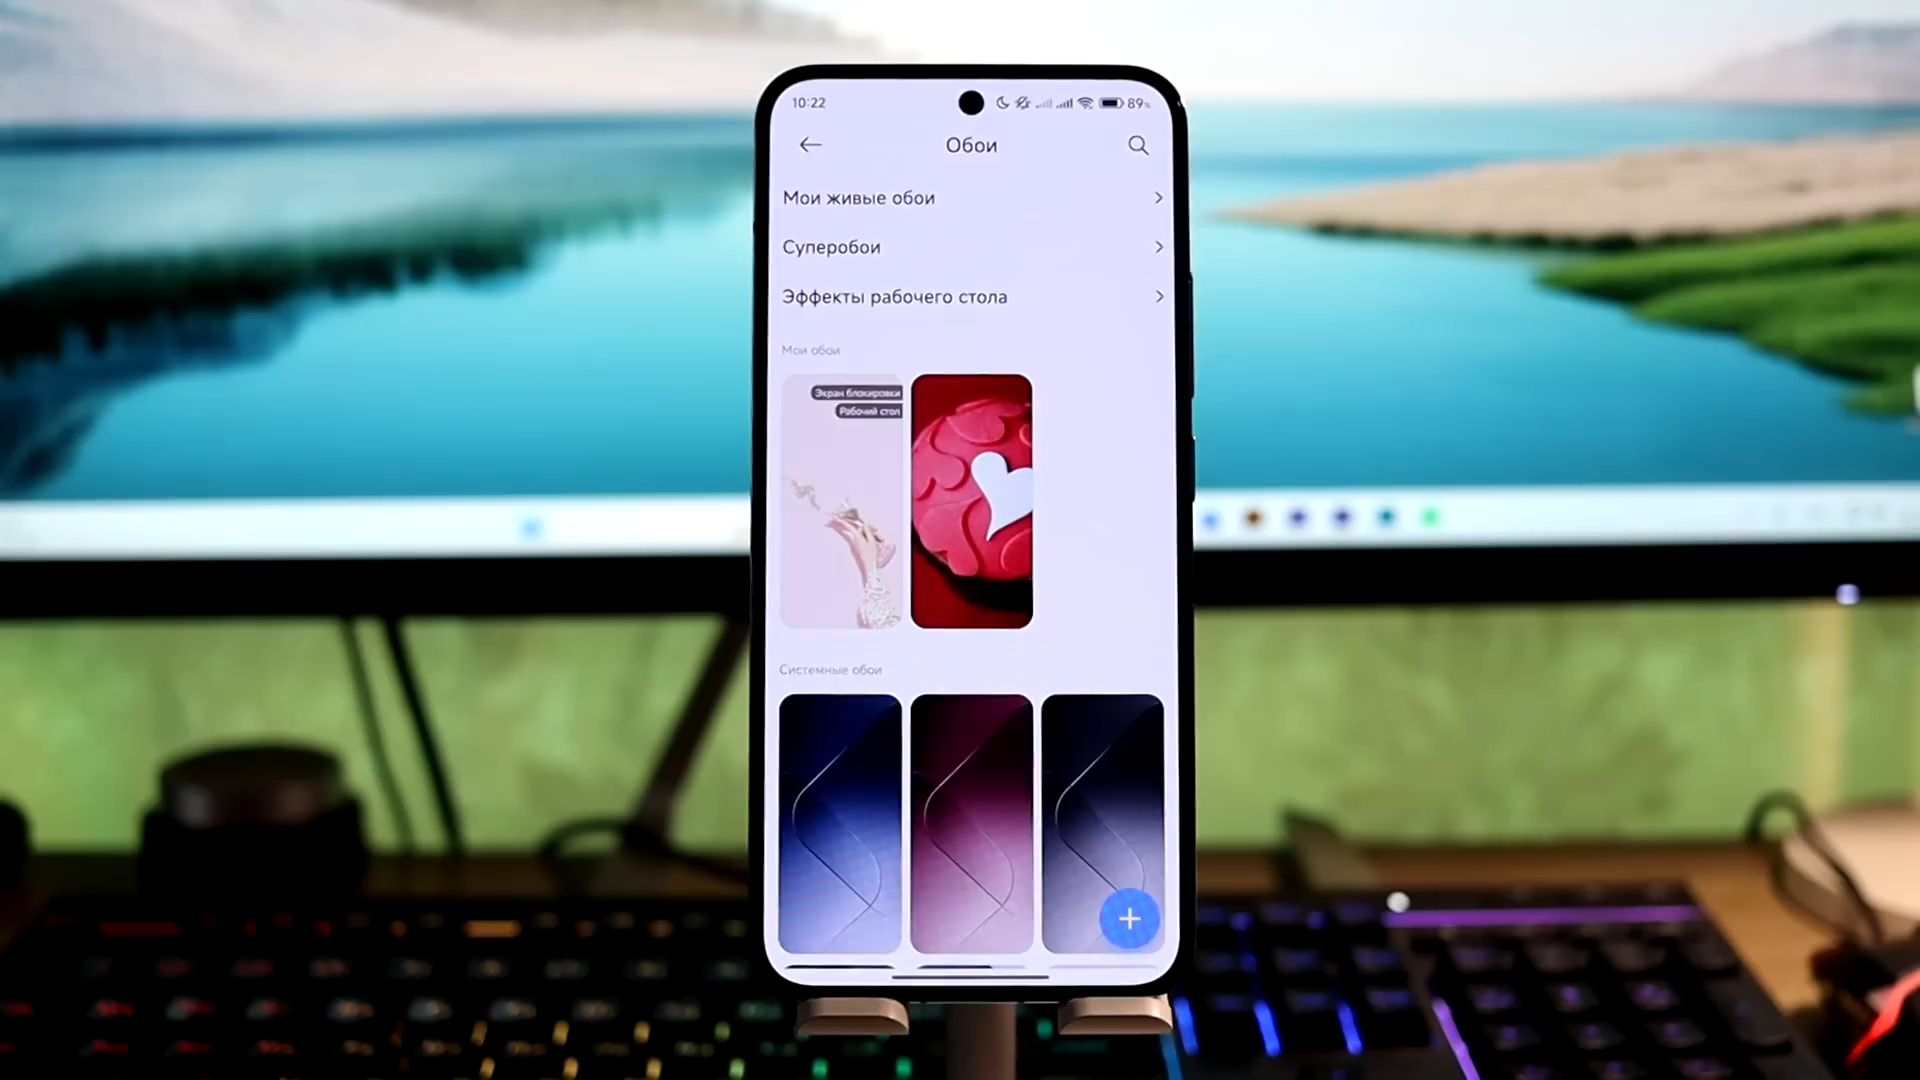 10:22
89%
Обои
Мои живые обои
Суперобои
Эффекты рабочего стола
Мои обои
Экран блокировки
Рабочий стол
Системные обои